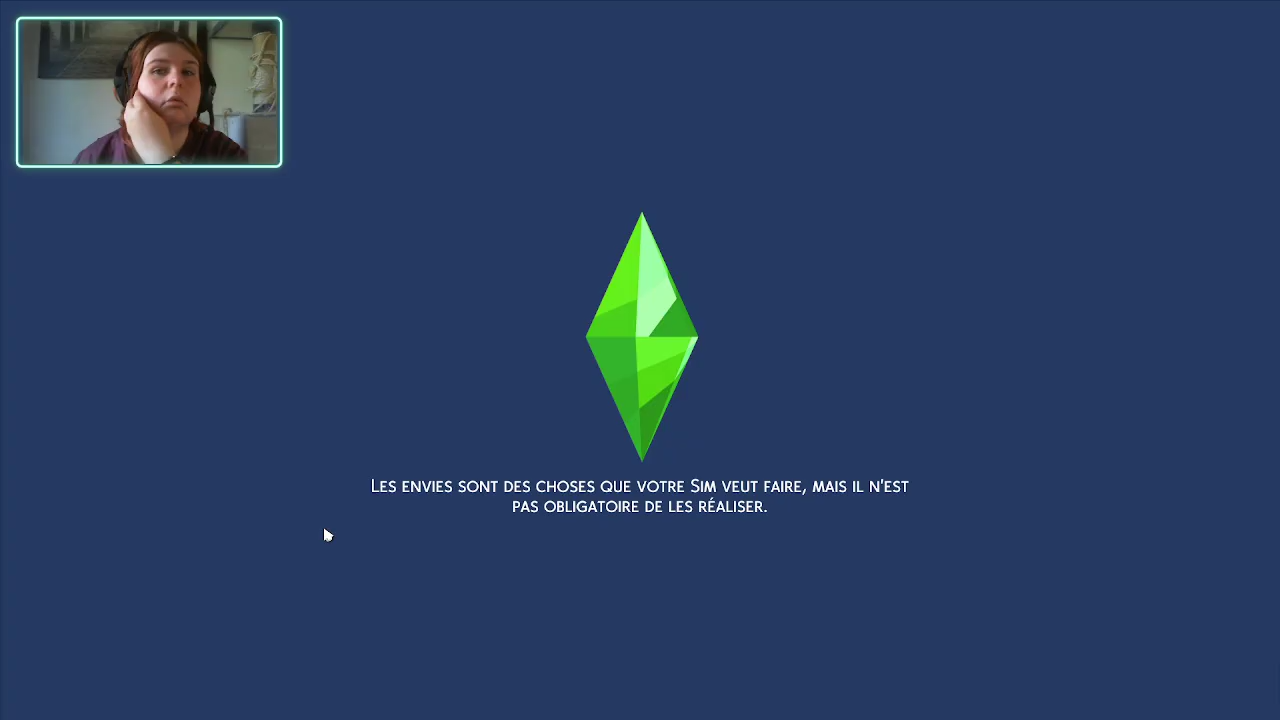 Les envies sont des choses que votre Sim veut faire, mais il n'est
pas obligatoire de les réaliser.